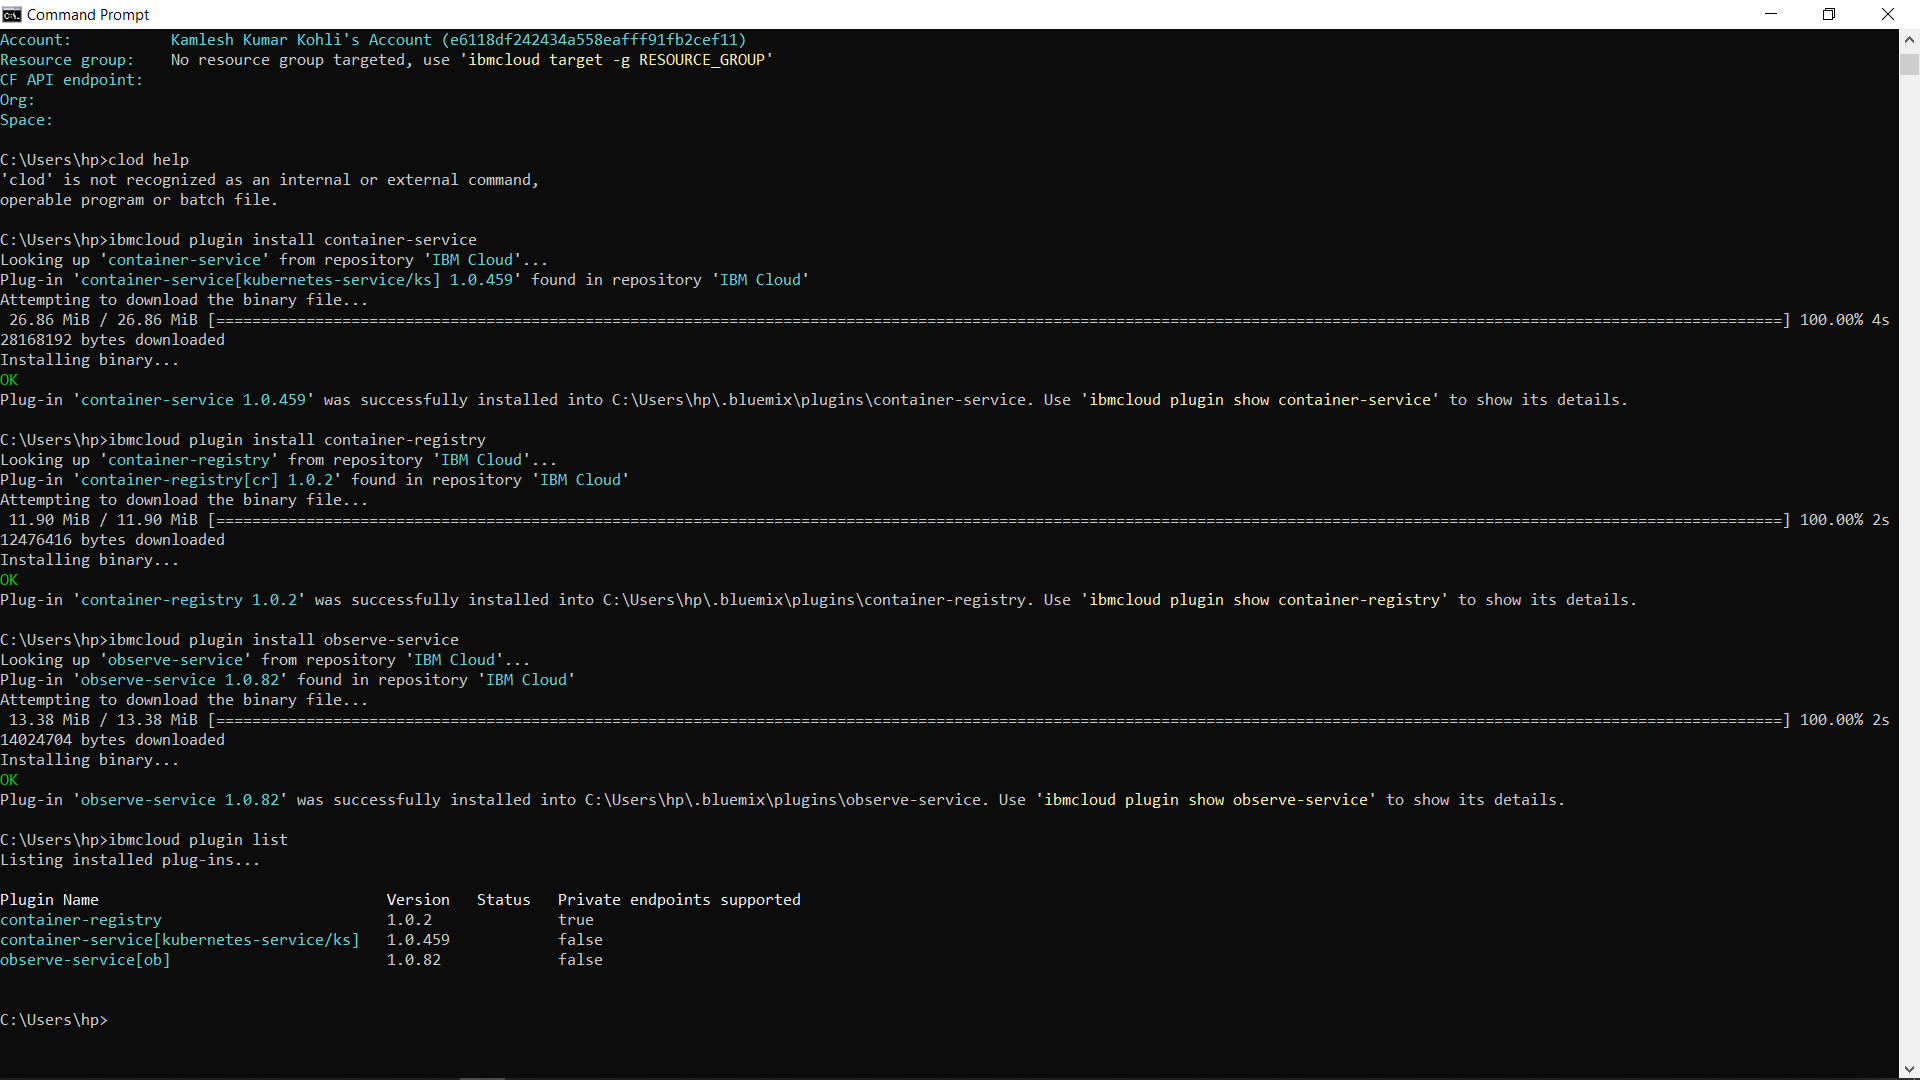 Command Prompt
Account:           Kamlesh Kumar Kohli's Account (e6118df242434a558eafff91fb2cef11)
Resource group:    No resource group targeted, use 'ibmcloud target -g RESOURCE_GROUP'
CF API endpoint:
Org:
Space:
C:\Users\hp>clod help
'clod' is not recognized as an internal or external command,
operable program or batch file.
C:\Users\hp>ibmcloud plugin install container-service
Looking up 'container-service' from repository 'IBM Cloud'...
Plug-in 'container-service[kubernetes-service/ks] 1.0.459' found in repository 'IBM Cloud'
Attempting to download the binary file...
26.86 MiB / 26.86 MiB [==============================] 100.00% 4s
28168192 bytes downloaded
Installing binary...
OK
Plug-in 'container-service 1.0.459' was successfully installed into C:\Users\hp\.bluemix\plugins\container-service. Use 'ibmcloud plugin show container-service' to show its details.
C:\Users\hp>ibmcloud plugin install container-registry
Looking up 'container-registry' from repository 'IBM Cloud'...
Plug-in 'container-registry[cr] 1.0.2' found in repository 'IBM Cloud'
Attempting to download the binary file...
11.90 MiB / 11.90 MiB [==============================] 100.00% 2s
12476416 bytes downloaded
Installing binary...
OK
Plug-in 'container-registry 1.0.2' was successfully installed into C:\Users\hp\.bluemix\plugins\container-registry. Use 'ibmcloud plugin show container-registry' to show its details.
C:\Users\hp>ibmcloud plugin install observe-service
Looking up 'observe-service' from repository 'IBM Cloud'...
Plug-in 'observe-service 1.0.82' found in repository 'IBM Cloud'
Attempting to download the binary file...
13.38 MiB / 13.38 MiB [==============================] 100.00% 2s
14024704 bytes downloaded
Installing binary...
OK
Plug-in 'observe-service 1.0.82' was successfully installed into C:\Users\hp\.bluemix\plugins\observe-service. Use 'ibmcloud plugin show observe-service' to show its details.
C:\Users\hp>ibmcloud plugin list
Listing installed plug-ins...
Plugin Name                                Version   Status   Private endpoints supported
container-registry                         1.0.2              true
container-service[kubernetes-service/ks]   1.0.459            false
observe-service[ob]                        1.0.82             false
C:\Users\hp>